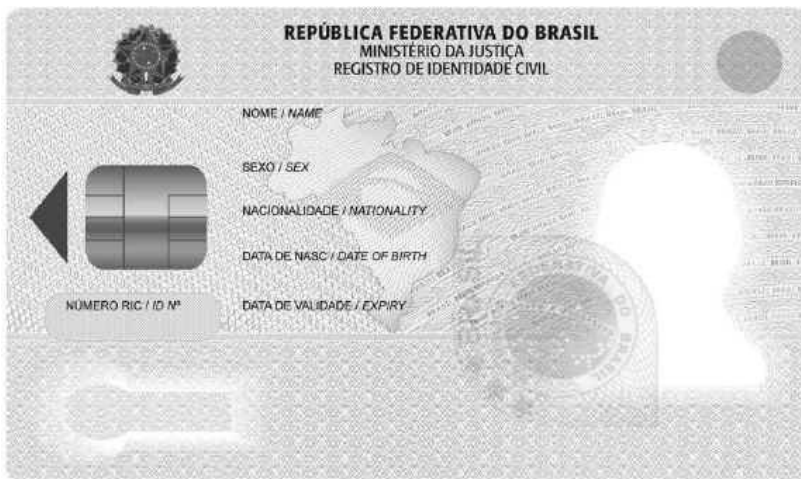 REPÚBLICA FEDERATIVA DO BRASIL
MINISTÉRIO DA JUSTIÇA
REGISTRO DE IDENTIDADE CIVIL
NOME / NAME
SEXO / SEX
NACIONALIDADE / NATIONALITY
DATA DE NASC / DATE OF BIRTH
NÚMERO RIC / ID Nº
DATA DE VALIDADE / EXPIRY